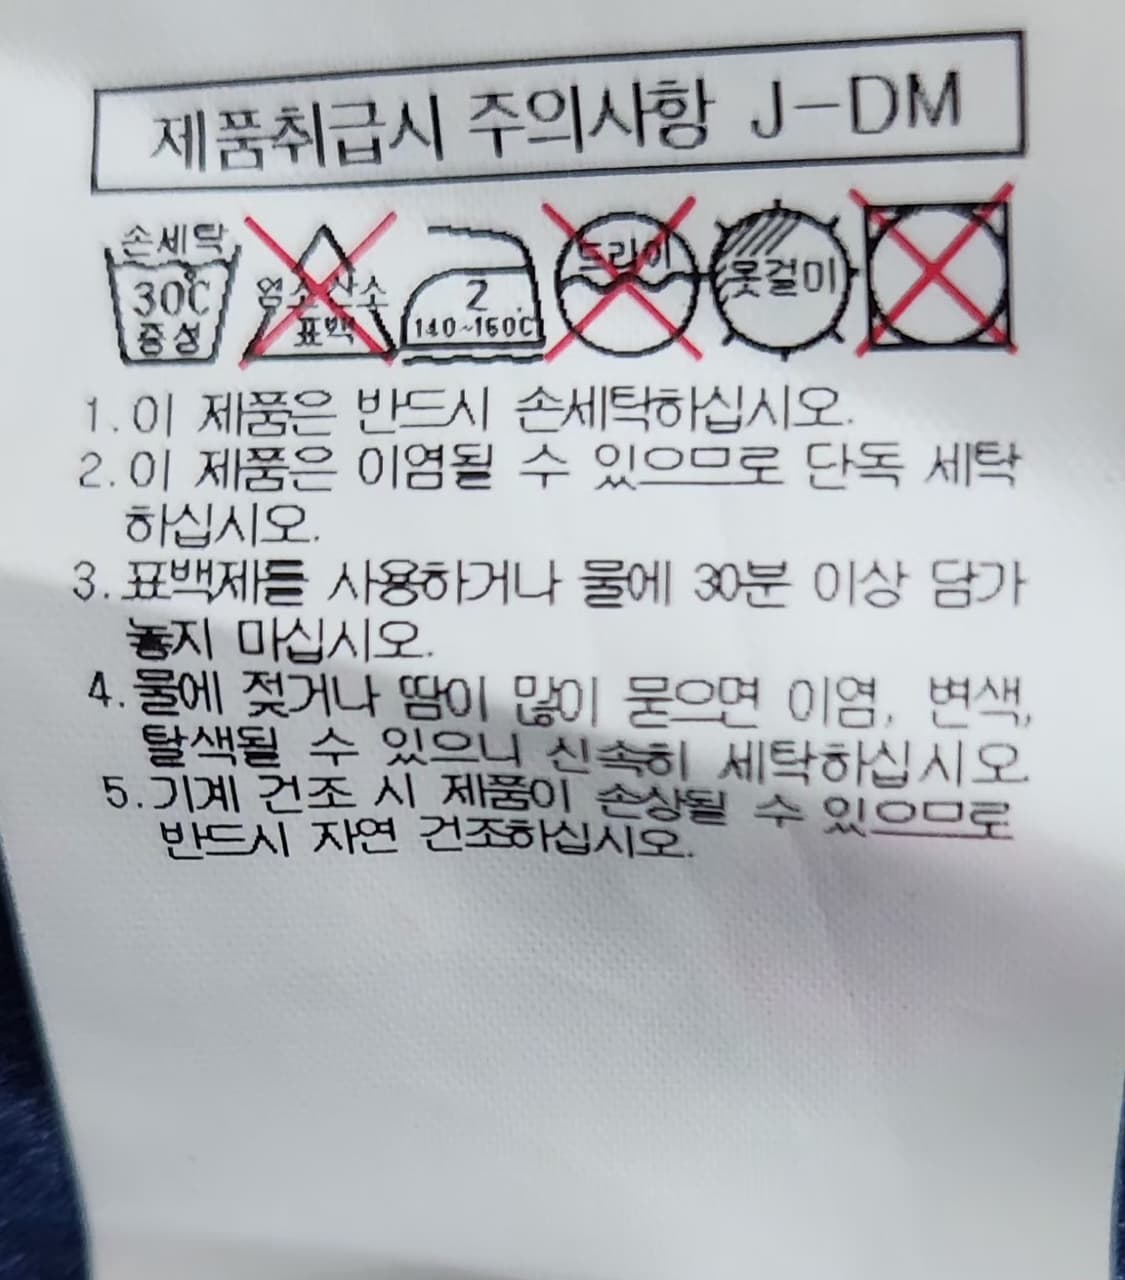 제품취급시 주의사항 J-DM
손세탁
30℃
중성
염소산소
표백
2
140~160℃
드라이
옷걸이
1. 이 제품은 반드시 손세탁하십시오.
2. 이 제품은 이염될 수 있으므로 단독 세탁
하십시오.
3. 표백제를 사용하거나 물에 30분 이상 담가
놓지 마십시오.
4. 물에 젖거나 땀이 많이 묻으면 이염, 변색,
탈색될 수 있으니 신속히 세탁하십시오
5. 기계 건조 시 제품이 손상될 수 있으므로
반드시 자연 건조하십시오.